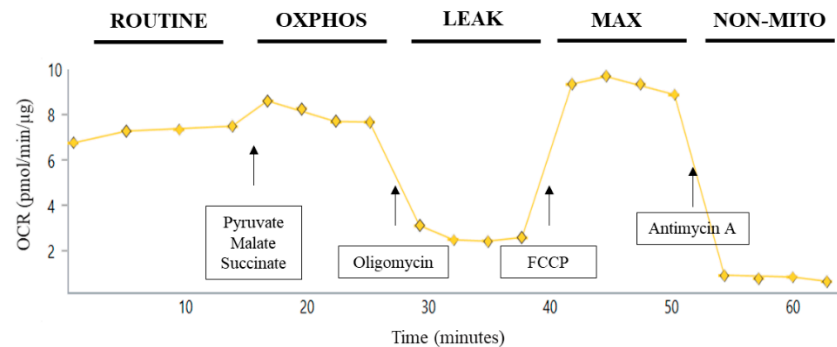 ROUTINE OXPHOS LEAK MAX NON-MITO
10
8
6
4
2
OCR (pmol/min/µg)
Pyruvate
Malate
Succinate
Oligomycin
FCCP
Antimycin A
10 20 30 40 50 60
Time (minutes)